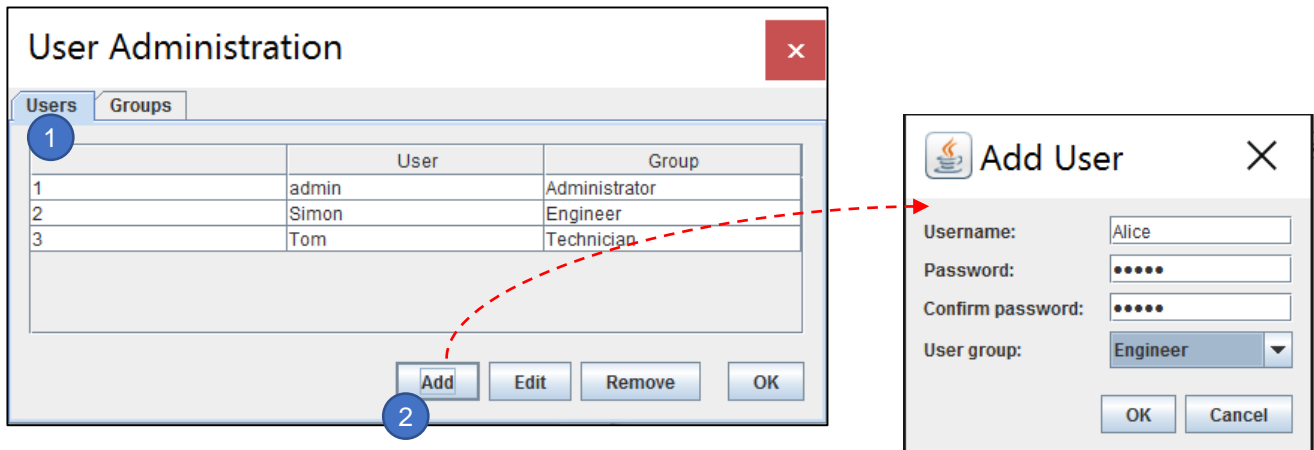 User Administration
x
Users Groups
1
User Group
1 admin Administrator
2 Simon Engineer
3 Tom Technician
Add Edit Remove OK
2
Add User
Username: Alice
Password: •••••
Confirm password: •••••
User group: Engineer
OK Cancel